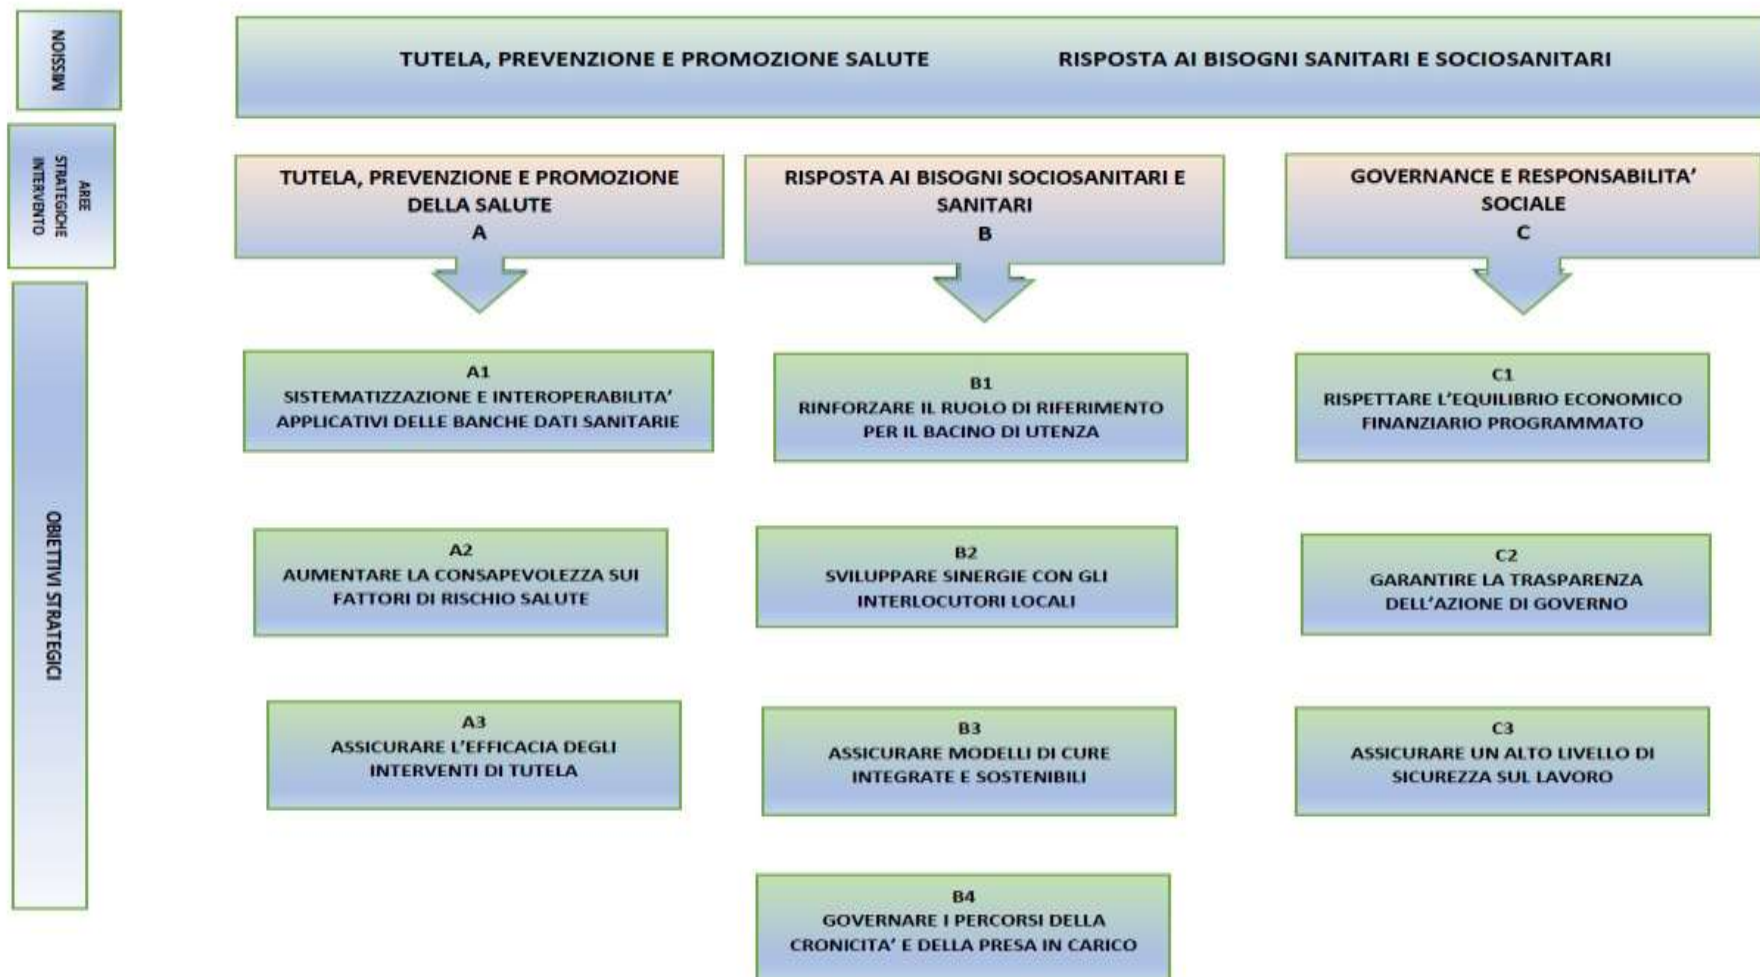 MISSION
TUTELA, PREVENZIONE E PROMOZIONE SALUTE RISPOSTA AI BISOGNI SANITARI E SOCIOSANITARI
AREE
STRATEGICHE
INTERVENTO
TUTELA, PREVENZIONE E PROMOZIONE
DELLA SALUTE
A
RISPOSTA AI BISOGNI SOCIOSANITARI E
SANITARI
B
GOVERNANCE E RESPONSABILITA’
SOCIALE
C
OBIETTIVI STRATEGICI
A1
SISTEMATIZZAZIONE E INTEROPERABILITA’
APPLICATIVI DELLE BANCHE DATI SANITARIE
B1
RINFORZARE IL RUOLO DI RIFERIMENTO
PER IL BACINO DI UTENZA
C1
RISPETTARE L’EQUILIBRIO ECONOMICO
FINANZIARIO PROGRAMMATO
A2
AUMENTARE LA CONSAPEVOLEZZA SUI
FATTORI DI RISCHIO SALUTE
B2
SVILUPPARE SINERGIE CON GLI
INTERLOCUTORI LOCALI
C2
GARANTIRE LA TRASPARENZA
DELL’AZIONE DI GOVERNO
A3
ASSICURARE L’EFFICACIA DEGLI
INTERVENTI DI TUTELA
B3
ASSICURARE MODELLI DI CURE
INTEGRATE E SOSTENIBILI
C3
ASSICURARE UN ALTO LIVELLO DI
SICUREZZA SUL LAVORO
B4
GOVERNARE I PERCORSI DELLA
CRONICITA’ E DELLA PRESA IN CARICO